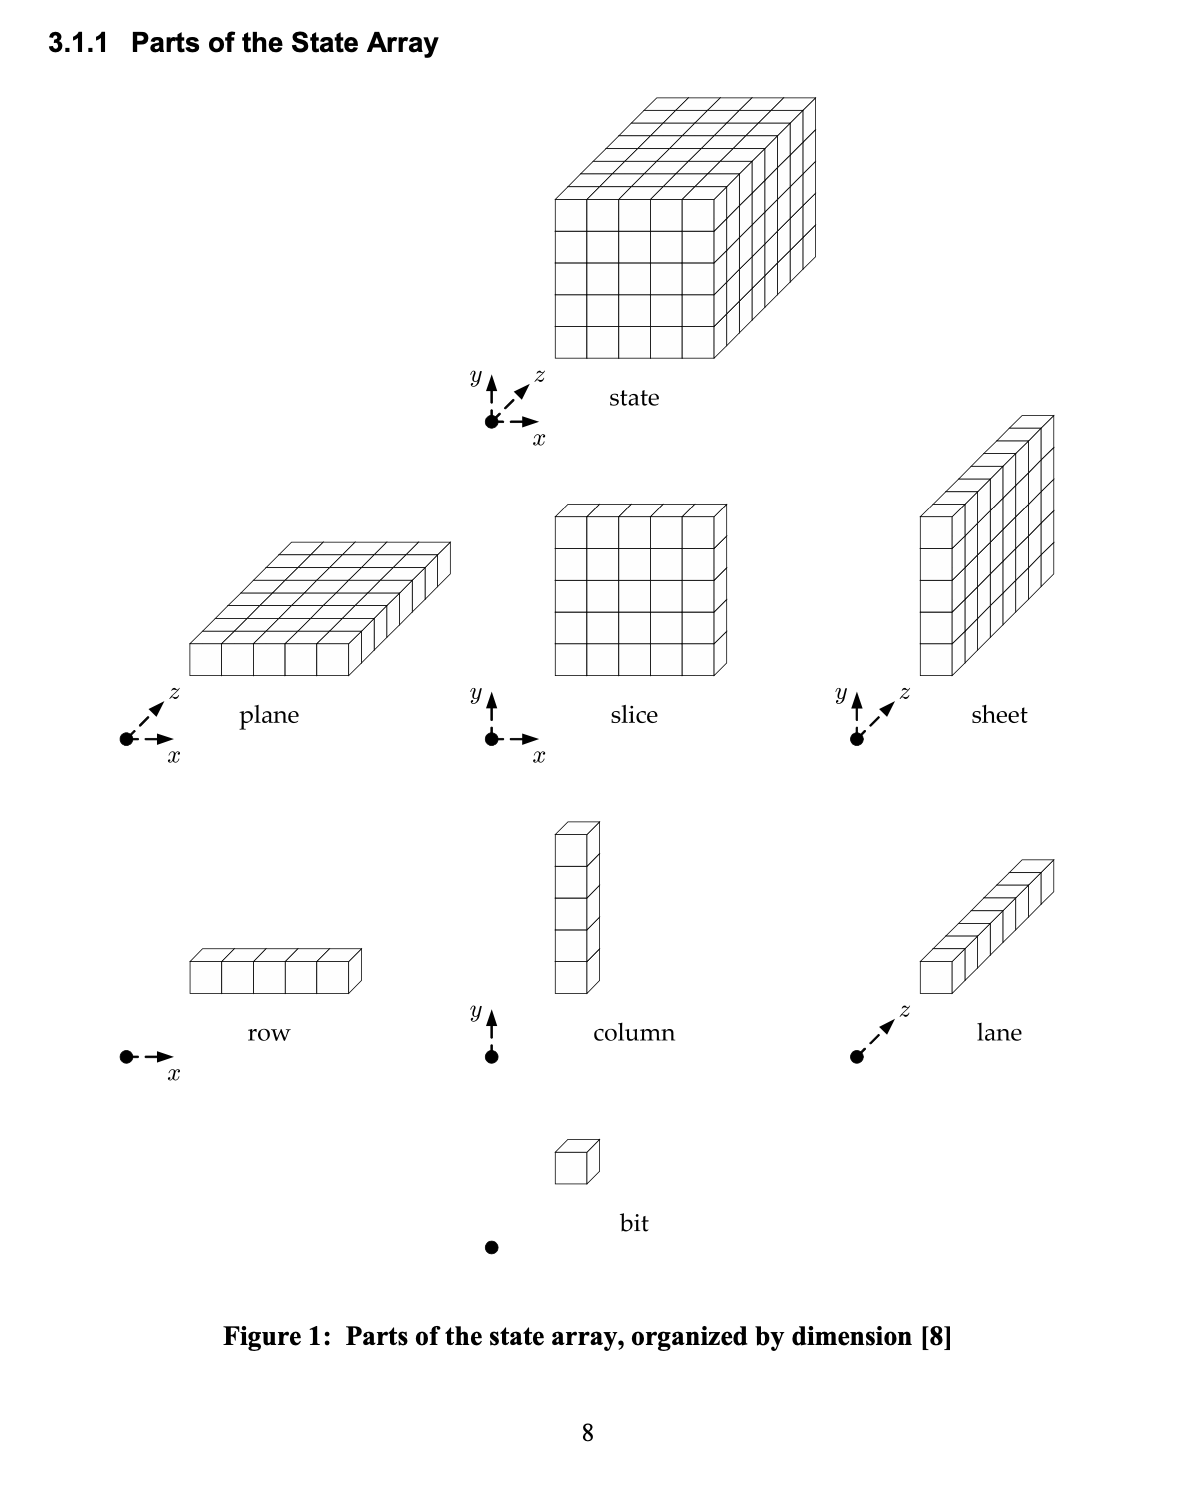 3.1.1 Parts of the State Array
y z
state
x
z
plane
x
y
slice
x
y z
sheet
row
x
y
column
z
lane
bit
Figure 1: Parts of the state array, organized by dimension [8]
8